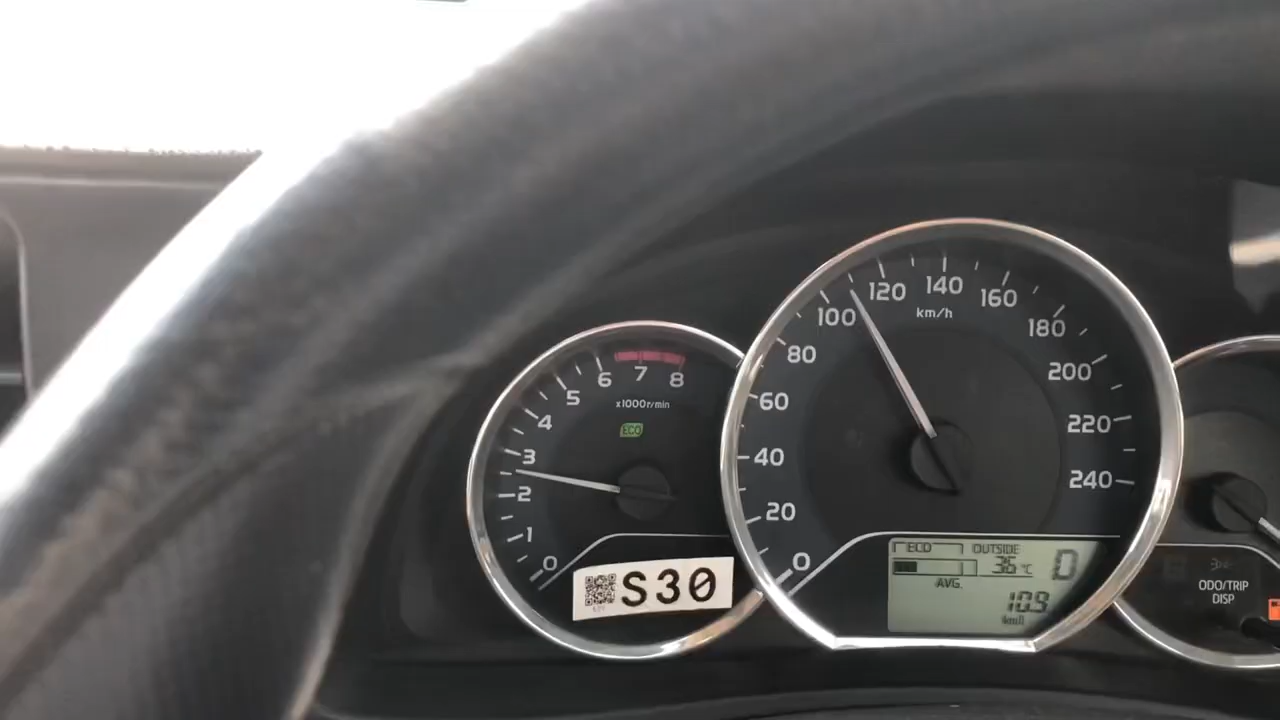 0
1
2
3
4
5
6
7
8
x1000r/min
ECO
S30
0
20
40
60
80
100
120
140
160
180
200
220
240
km/h
ECO OUTSIDE
36 °C D
AVG.
10.9
km/l
ODO/TRIP
DISP